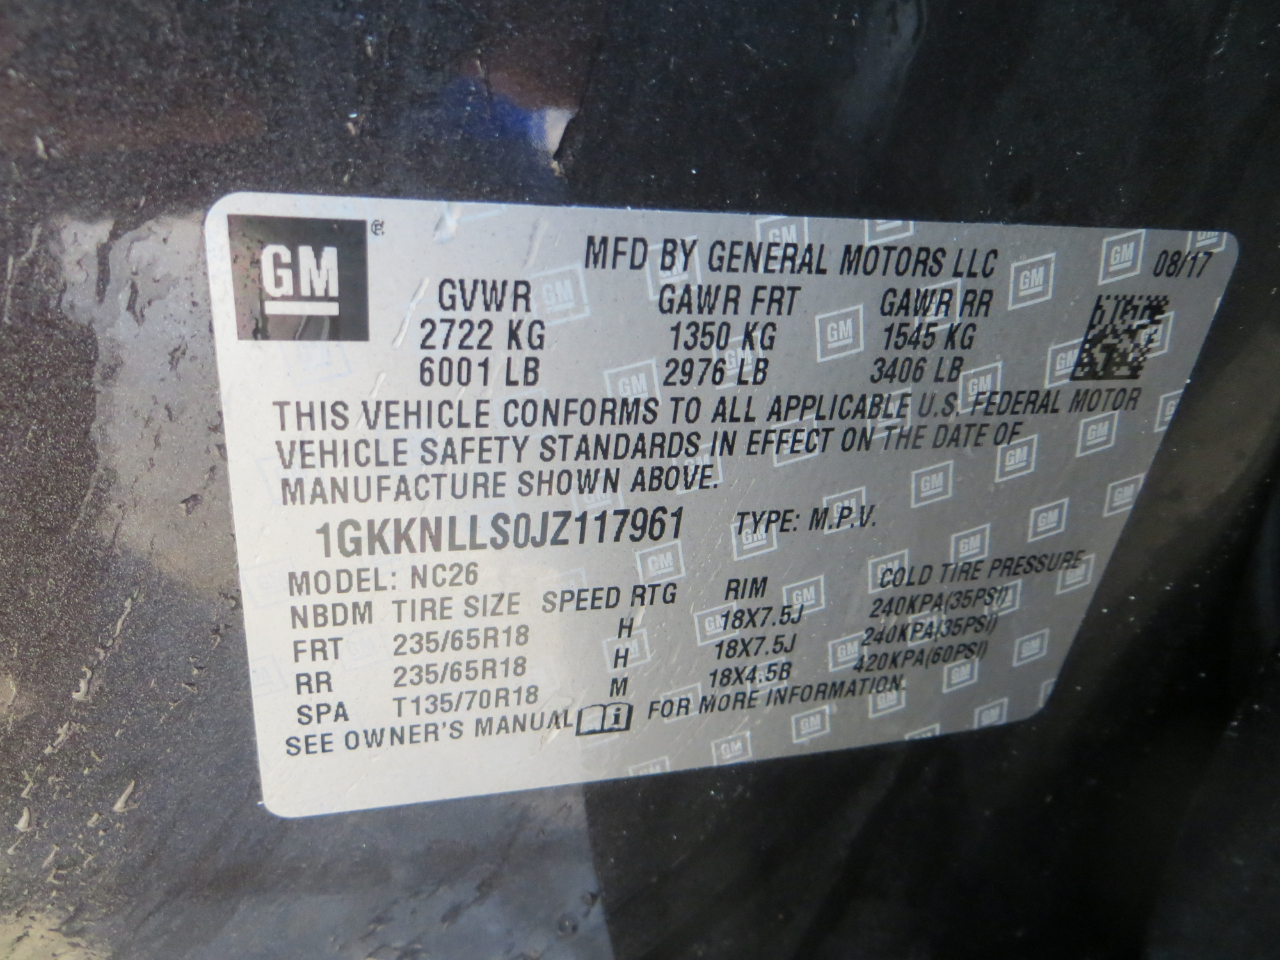 GM
MFD BY GENERAL MOTORS LLC 08/17
GVWR GAWR FRT GAWR RR
2722 KG 1350 KG 1545 KG
6001 LB 2976 LB 3406 LB
THIS VEHICLE CONFORMS TO ALL APPLICABLE U.S. FEDERAL MOTOR
VEHICLE SAFETY STANDARDS IN EFFECT ON THE DATE OF
MANUFACTURE SHOWN ABOVE.
1GKKNLLS0JZ117961 TYPE: M.P.V.
MODEL: NC26
NBDM TIRE SIZE SPEED RTG RIM COLD TIRE PRESSURE
FRT 235/65R18 H 18X7.5J 240KPA(35PSI)
RR 235/65R18 H 18X7.5J 240KPA(35PSI)
SPA T135/70R18 M 18X4.5B 420KPA(60PSI)
SEE OWNER'S MANUAL FOR MORE INFORMATION.